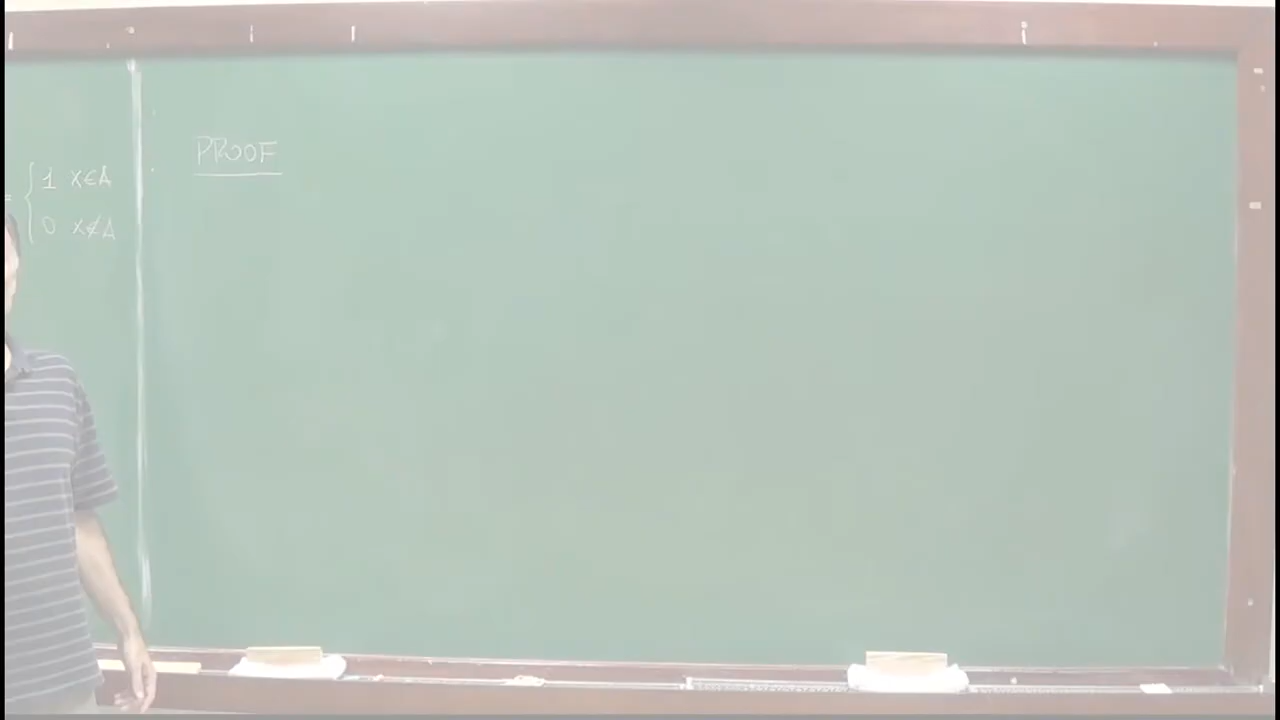 = { 1 x∈A
0 x∉A
PROOF